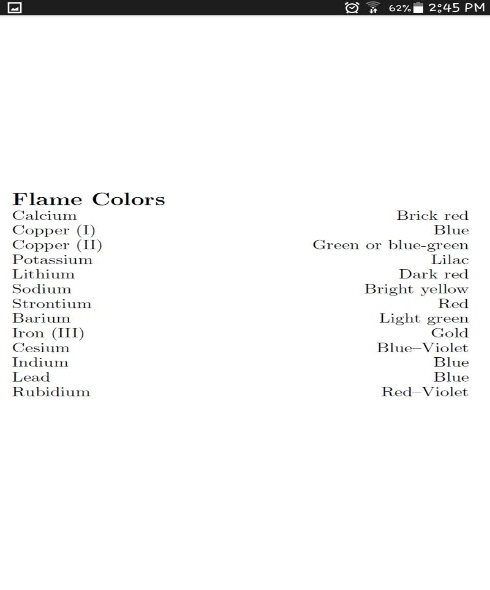 62% 2:45 PM
Flame Colors
Calcium Brick red
Copper (I) Blue
Copper (II) Green or blue-green
Potassium Lilac
Lithium Dark red
Sodium Bright yellow
Strontium Red
Barium Light green
Iron (III) Gold
Cesium Blue–Violet
Indium Blue
Lead Blue
Rubidium Red–Violet